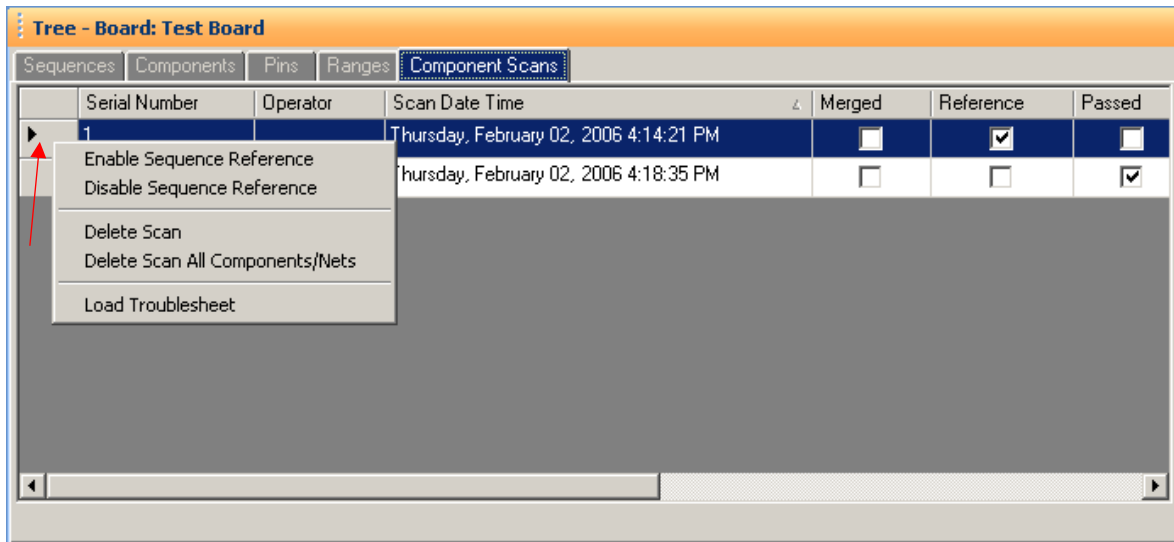 Tree - Board: Test Board
Sequences Components Pins Ranges Component Scans
Serial Number Operator Scan Date Time Merged Reference Passed
1 Thursday, February 02, 2006 4:14:21 PM
Enable Sequence Reference
Thursday, February 02, 2006 4:18:35 PM
Disable Sequence Reference
Delete Scan
Delete Scan All Components/Nets
Load Troublesheet